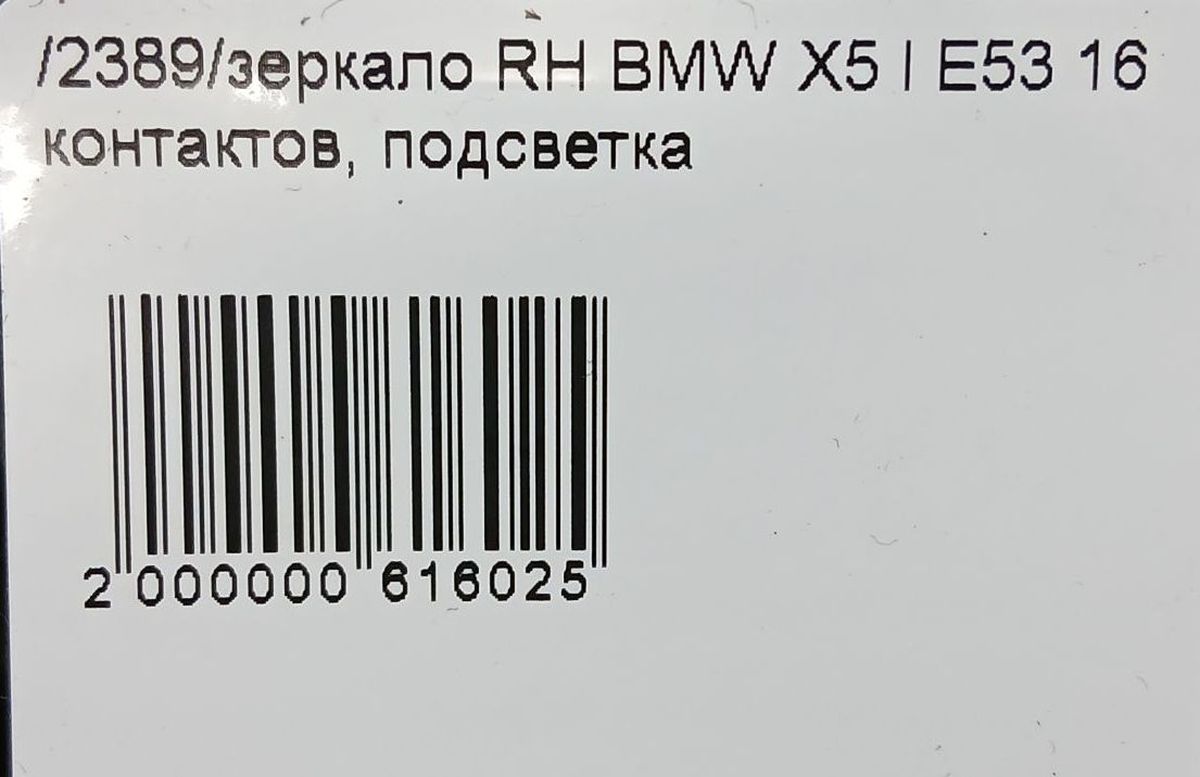 /2389/зеркало RH BMW X5 I E53 16
контактов, подсветка
2 000000 616025